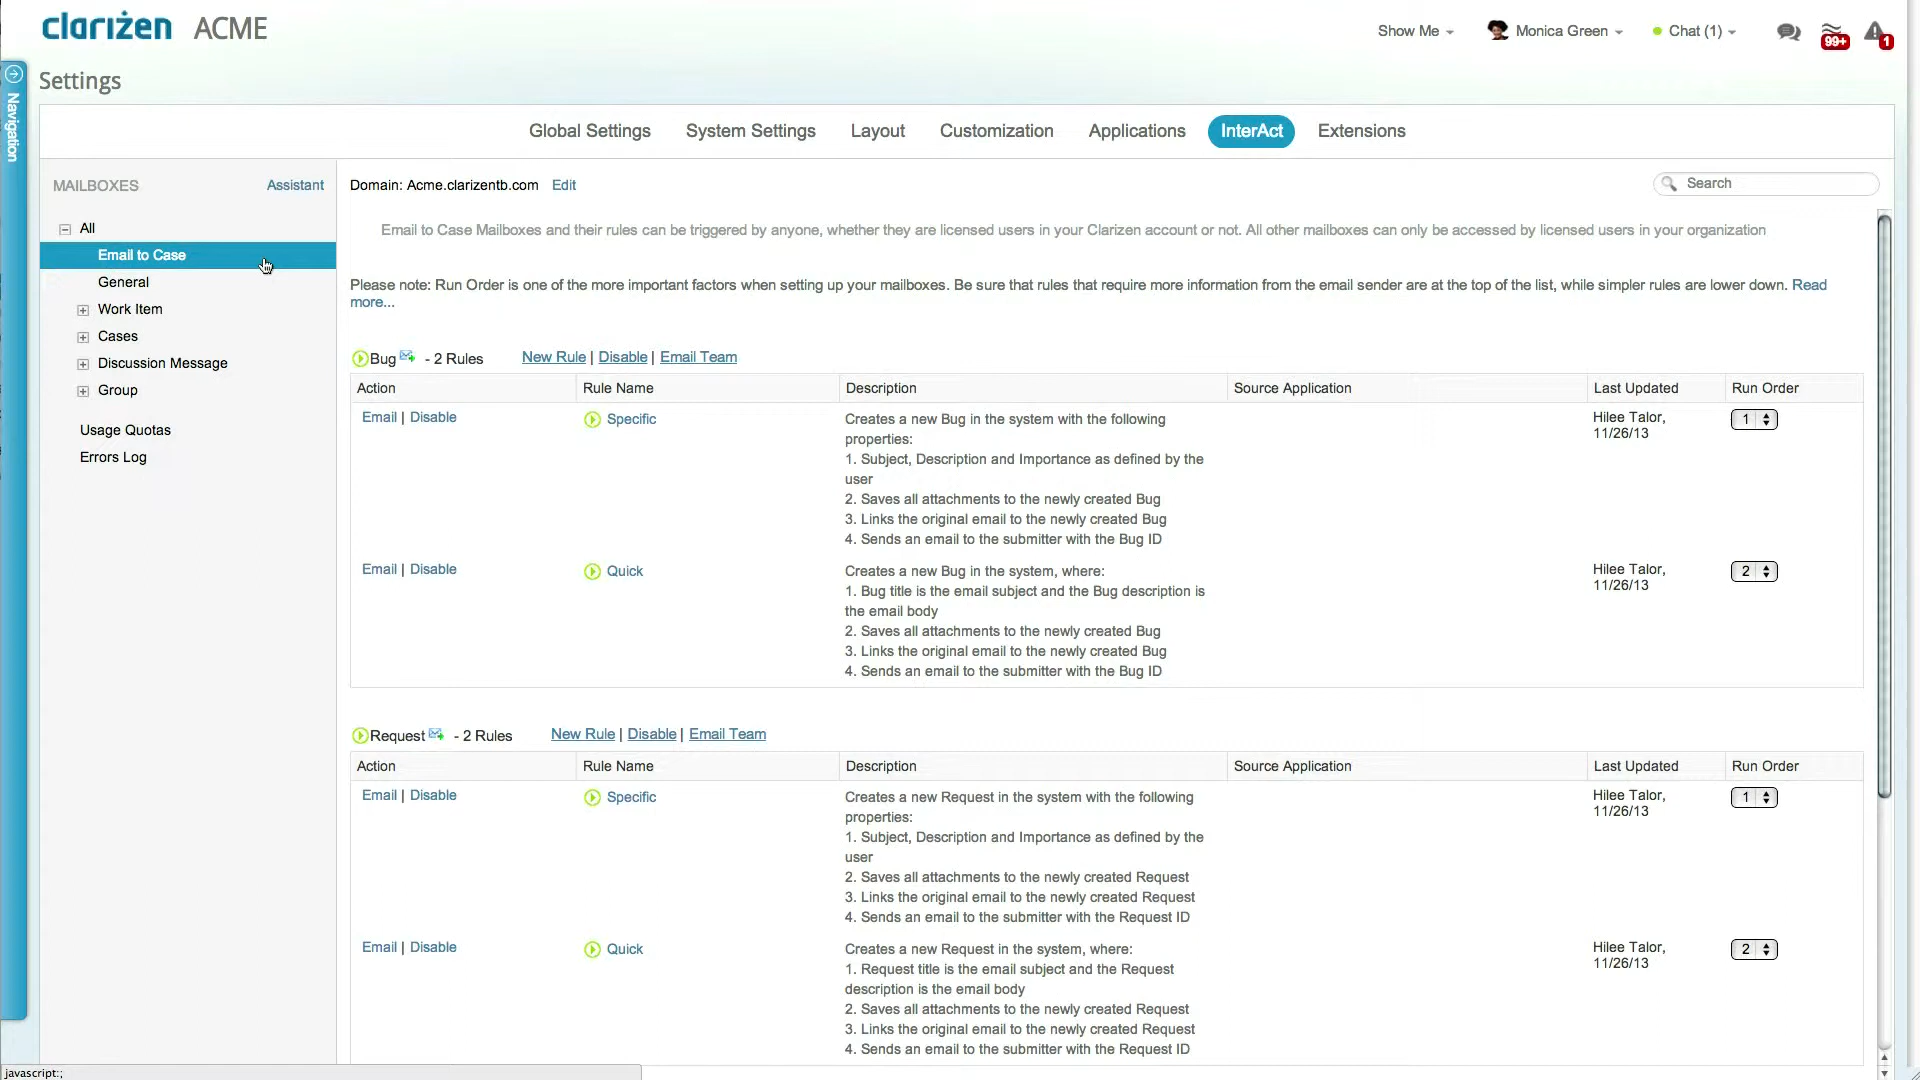 clarizen ACME
Show Me
Monica Green
Chat (1)
99+
1
Navigation
Settings
Global Settings
System Settings
Layout
Customization
Applications
InterAct
Extensions
MAILBOXES
Assistant
All
Email to Case
General
Work Item
Cases
Discussion Message
Group
Usage Quotas
Errors Log
Domain: Acme.clarizentb.com Edit
Search
Email to Case Mailboxes and their rules can be triggered by anyone, whether they are licensed users in your Clarizen account or not. All other mailboxes can only be accessed by licensed users in your organization
Please note: Run Order is one of the more important factors when setting up your mailboxes. Be sure that rules that require more information from the email sender are at the top of the list, while simpler rules are lower down. Read
more...
Bug - 2 Rules New Rule | Disable | Email Team
Action Rule Name Description Source Application Last Updated Run Order
Email | Disable
Specific
Creates a new Bug in the system with the following
properties:
1. Subject, Description and Importance as defined by the
user
2. Saves all attachments to the newly created Bug
3. Links the original email to the newly created Bug
4. Sends an email to the submitter with the Bug ID
Hilee Talor,
11/26/13
1
Email | Disable
Quick
Creates a new Bug in the system, where:
1. Bug title is the email subject and the Bug description is
the email body
2. Saves all attachments to the newly created Bug
3. Links the original email to the newly created Bug
4. Sends an email to the submitter with the Bug ID
Hilee Talor,
11/26/13
2
Request - 2 Rules New Rule | Disable | Email Team
Action Rule Name Description Source Application Last Updated Run Order
Email | Disable
Specific
Creates a new Request in the system with the following
properties:
1. Subject, Description and Importance as defined by the
user
2. Saves all attachments to the newly created Request
3. Links the original email to the newly created Request
4. Sends an email to the submitter with the Request ID
Hilee Talor,
11/26/13
1
Email | Disable
Quick
Creates a new Request in the system, where:
1. Request title is the email subject and the Request
description is the email body
2. Saves all attachments to the newly created Request
3. Links the original email to the newly created Request
4. Sends an email to the submitter with the Request ID
Hilee Talor,
11/26/13
2
javascript:;